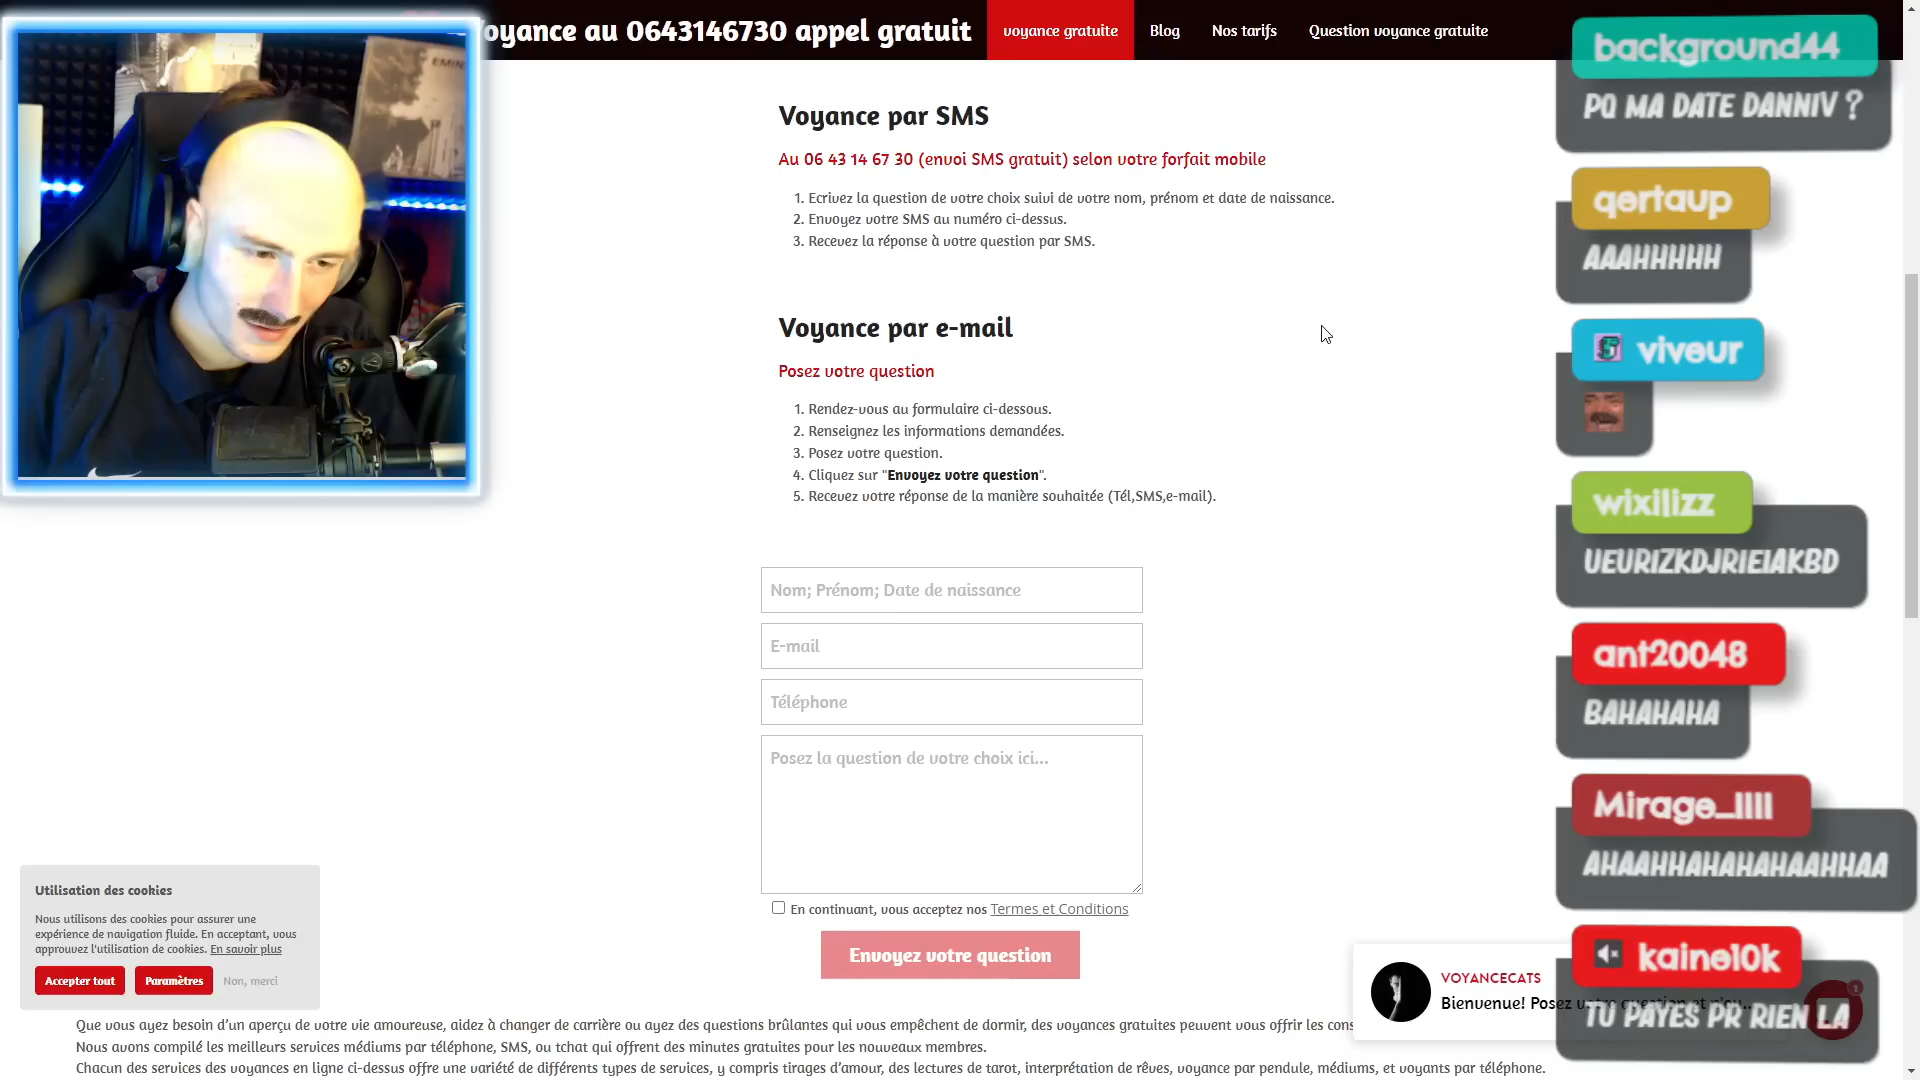 oyance au 0643146730 appel gratuit
voyance gratuite
Blog
Nos tarifs
Question voyance gratuite
EMIN
Voyance par SMS
Au 06 43 14 67 30 (envoi SMS gratuit) selon votre forfait mobile
1. Ecrivez la question de votre choix suivi de votre nom, prénom et date de naissance.
2. Envoyez votre SMS au numéro ci-dessus.
3. Recevez la réponse à votre question par SMS.
Voyance par e-mail
Posez votre question
1. Rendez-vous au formulaire ci-dessous.
2. Renseignez les informations demandées.
3. Posez votre question.
4. Cliquez sur "Envoyez votre question".
5. Recevez votre réponse de la manière souhaitée (Tél,SMS,e-mail).
Nom; Prénom; Date de naissance
E-mail
Téléphone
Posez la question de votre choix ici...
En continuant, vous acceptez nos Termes et Conditions
Envoyez votre question
Utilisation des cookies
Nous utilisons des cookies pour assurer une
expérience de navigation fluide. En acceptant, vous
approuvez l'utilisation de cookies. En savoir plus
Accepter tout
Paramètres
Non, merci
Que vous ayez besoin d'un aperçu de votre vie amoureuse, aidez à changer de carrière ou ayez des questions brûlantes qui vous empêchent de dormir, des voyances gratuites peuvent vous offrir les cons
Nous avons compilé les meilleurs services médiums par téléphone, SMS, ou tchat qui offrent des minutes gratuites pour les nouveaux membres.
Chacun des services des voyances en ligne ci-dessus offre une variété de différents types de services, y compris tirages d'amour, des lectures de tarot, interprétation de rêves, voyance par pendule, médiums, et voyants par téléphone.
VOYANCECATS
Bienvenue! Posez votre question et n'ou...
1
background44
PQ MA DATE DANNIV ?
qertaup
AAAHHHHH
viveur
wixilizz
UEURIZKDJRIEIAKBD
ant20048
BAHAHAHA
Mirage_llll
AHAAHHAHAHAHAAHHAA
kaine10k
TU PAYES PR RIEN LA